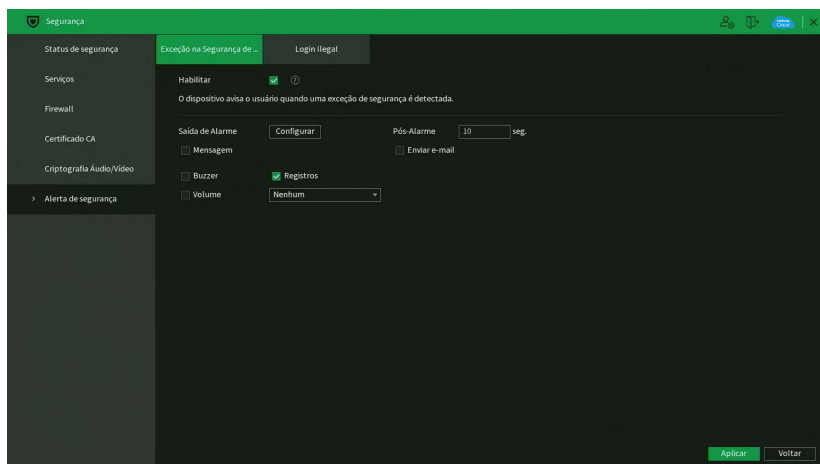 Segurança
Status de segurança
Serviços
Firewall
Certificado CA
Criptografia Áudio/Vídeo
> Alerta de segurança
Exceção na Segurança de ...
Login Ilegal
Habilitar
O dispositivo avisa o usuário quando uma exceção de segurança é detectada.
Saída de Alarme Configurar Pós-Alarme 10 seg.
Mensagem Enviar e-mail
Buzzer Registros
Volume Nenhum
Aplicar Voltar